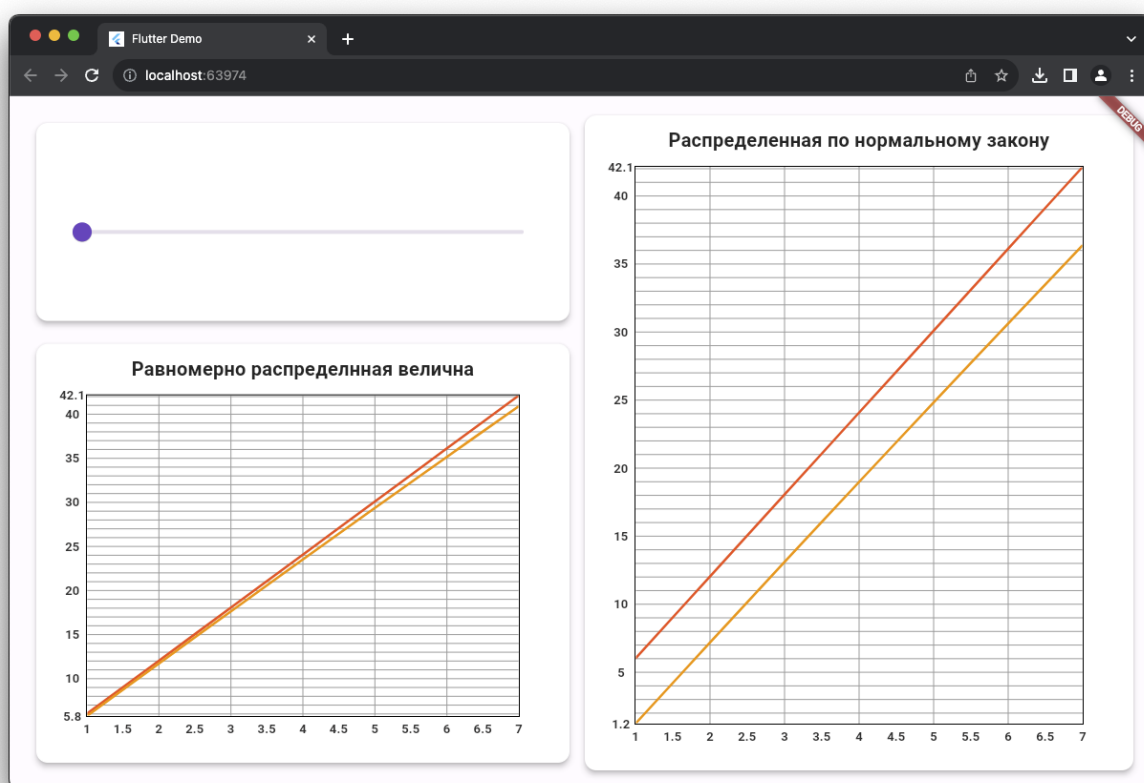 Flutter Demo
localhost:63974
DEBUG
Равномерно распределнная велична
42.1
40
35
30
25
20
15
10
5.8
1 1.5 2 2.5 3 3.5 4 4.5 5 5.5 6 6.5 7
Распределенная по нормальному закону
42.1
40
35
30
25
20
15
10
5
1.2
1 1.5 2 2.5 3 3.5 4 4.5 5 5.5 6 6.5 7